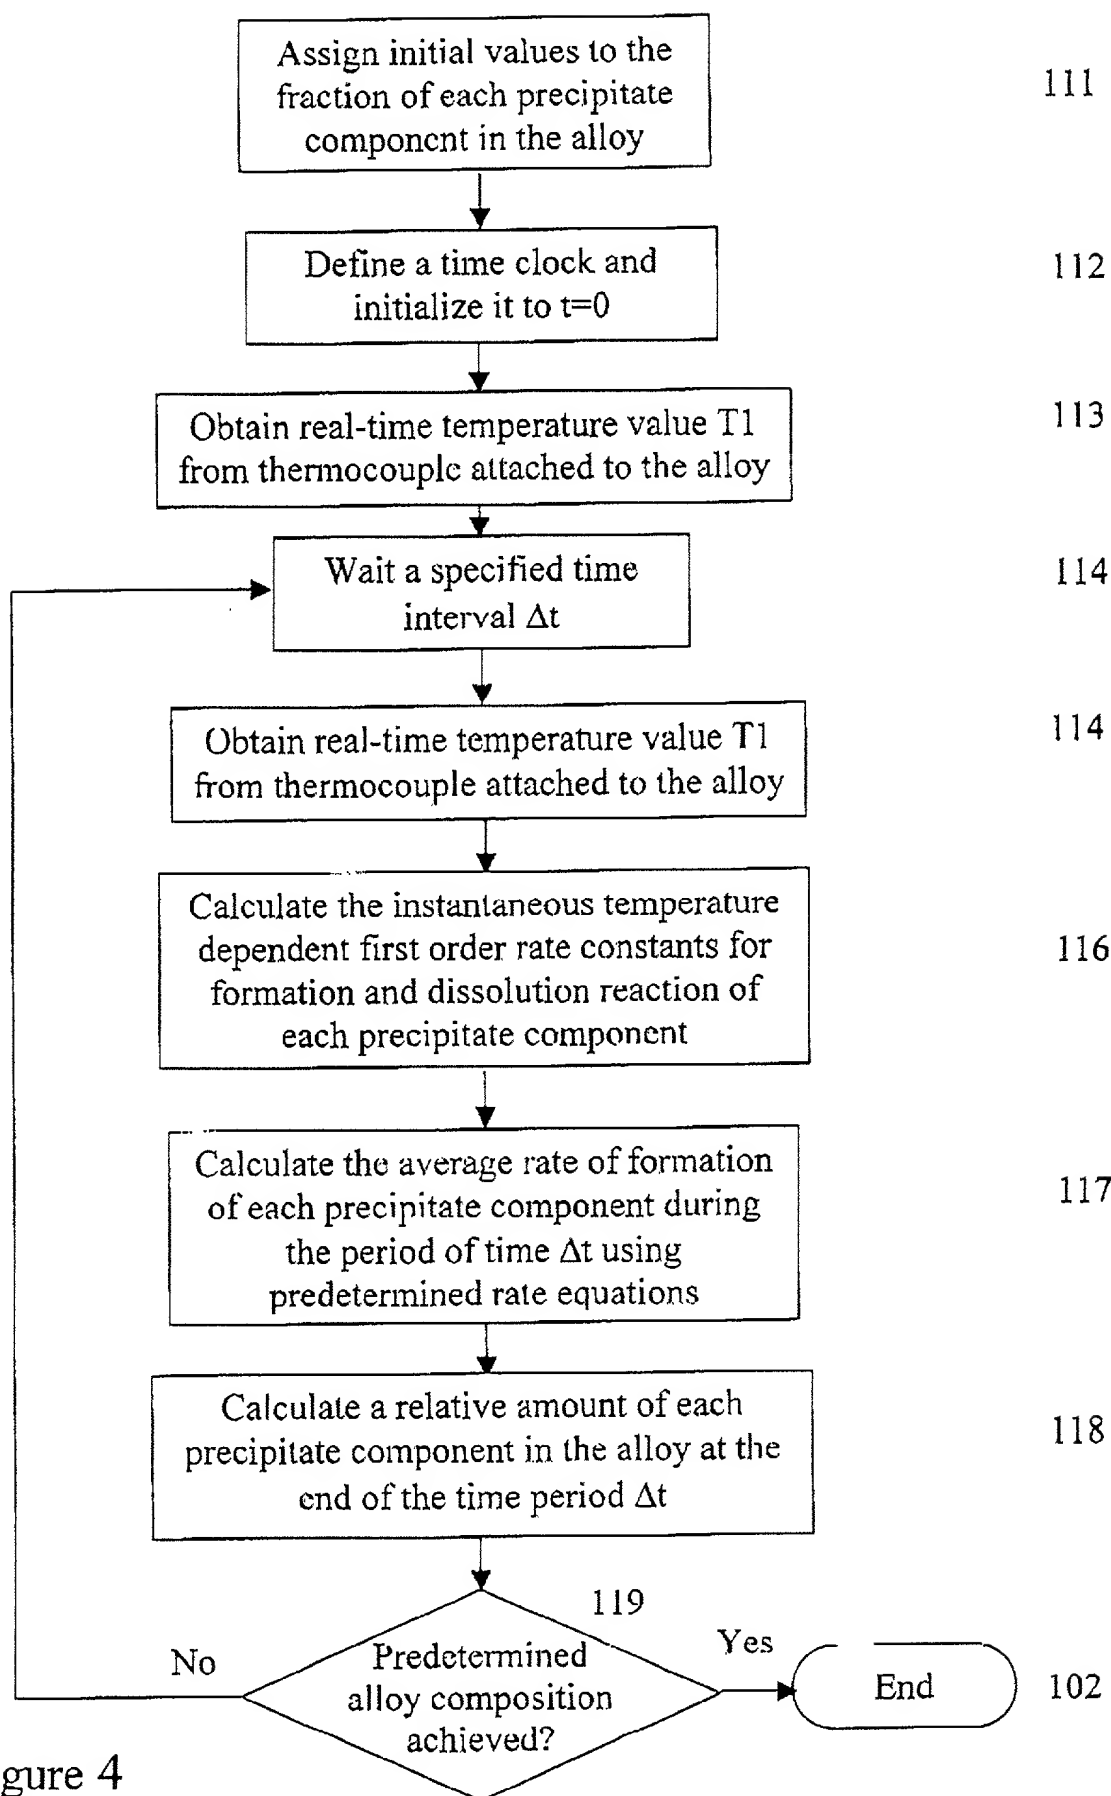 Assign initial values to the
fraction of each precipitate
component in the alloy
111
Define a time clock and
initialize it to t=0
112
Obtain real-time temperature value T1
from thermocouple attached to the alloy
113
Wait a specified time
interval Δt
114
Obtain real-time temperature value T1
from thermocouple attached to the alloy
114
Calculate the instantaneous temperature
dependent first order rate constants for
formation and dissolution reaction of
each precipitate component
116
Calculate the average rate of formation
of each precipitate component during
the period of time Δt using
predetermined rate equations
117
Calculate a relative amount of each
precipitate component in the alloy at the
end of the time period Δt
118
119
No
Predetermined
alloy composition
achieved?
Yes
End
102
gure 4